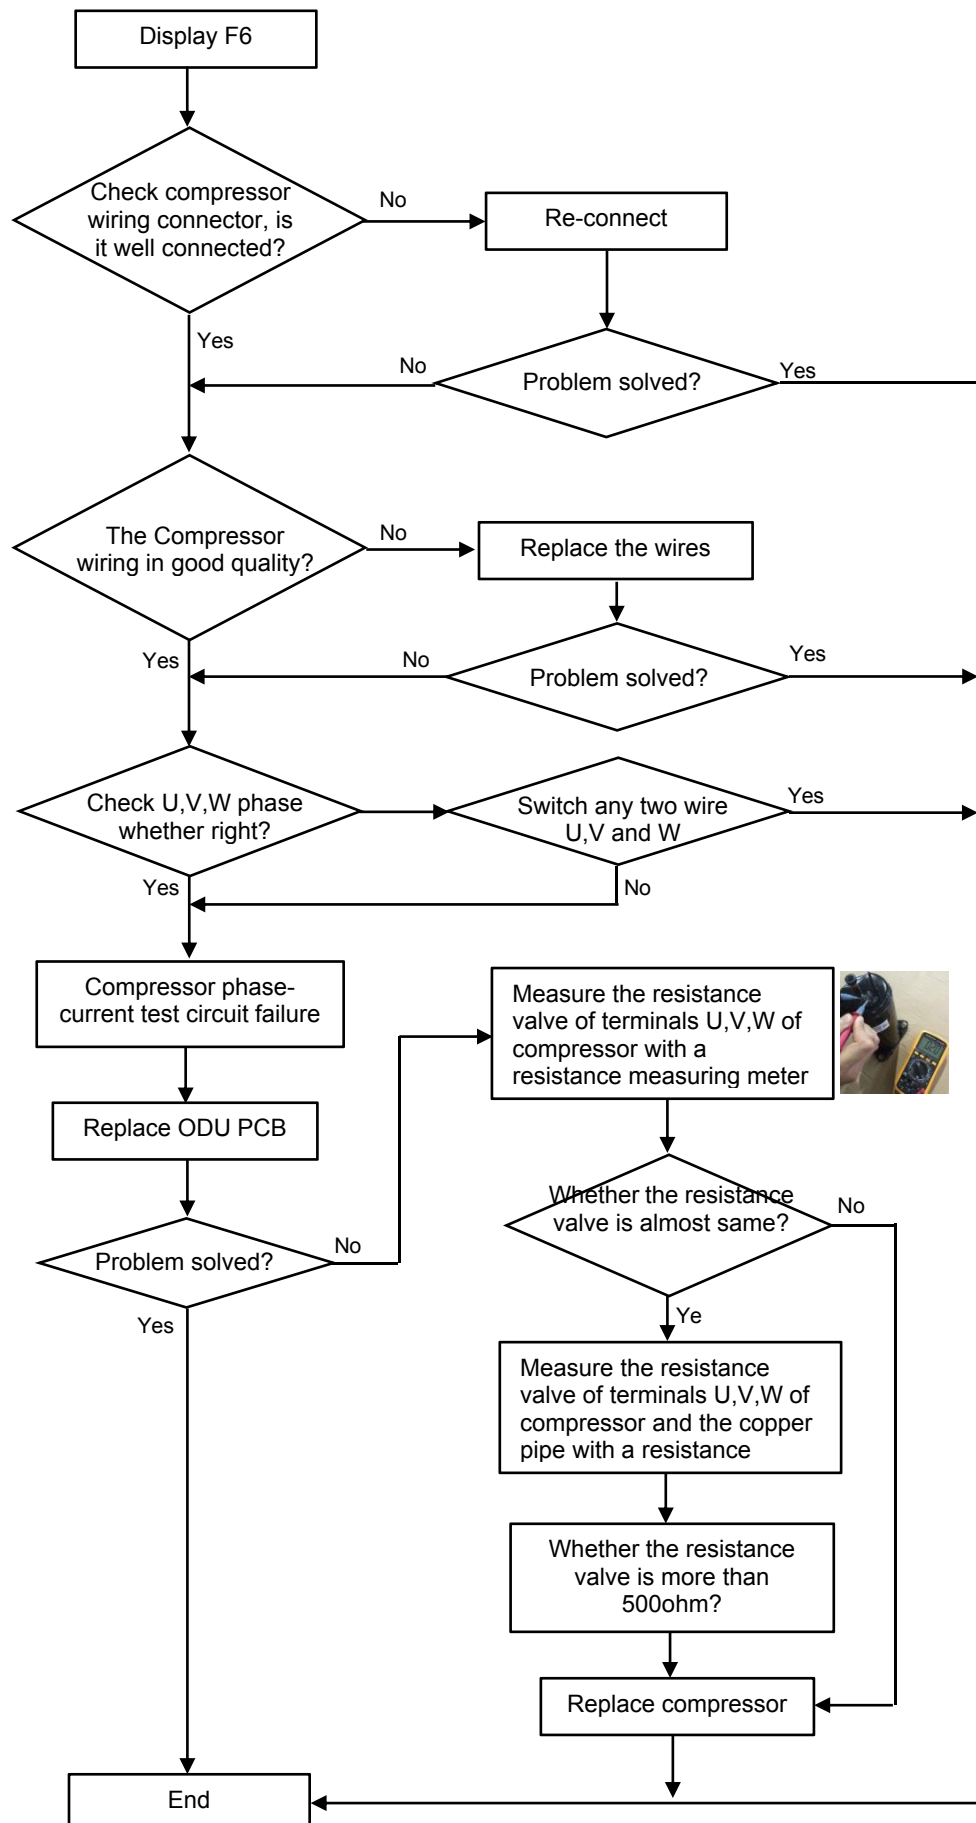 Display F6
Check compressor
wiring connector, is
it well connected?
No
Re-connect
Yes
No
Problem solved?
Yes
The Compressor
wiring in good quality?
No
Replace the wires
Yes
No
Problem solved?
Yes
Check U,V,W phase
whether right?
Switch any two wire
U,V and W
Yes
Yes
No
Compressor phase-
current test circuit failure
Measure the resistance
valve of terminals U,V,W of
compressor with a
resistance measuring meter
Replace ODU PCB
Whether the resistance
valve is almost same?
No
Problem solved?
No
Yes
Ye
Measure the resistance
valve of terminals U,V,W of
compressor and the copper
pipe with a resistance
Whether the resistance
valve is more than
500ohm?
Replace compressor
End